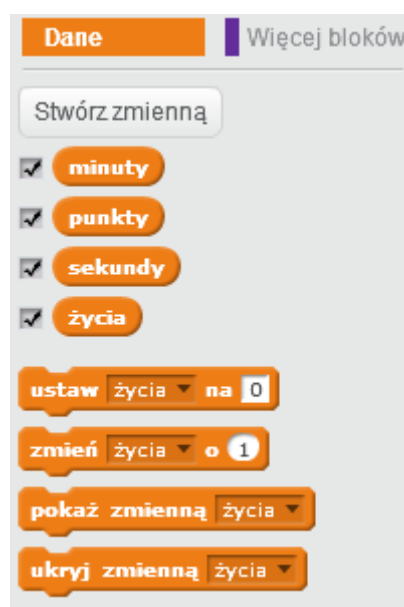 Dane Więcej bloków
Stwórz zmienną
minuty
punkty
sekundy
życia
ustaw życia na 0
zmień życia o 1
pokaż zmienną życia
ukryj zmienną życia